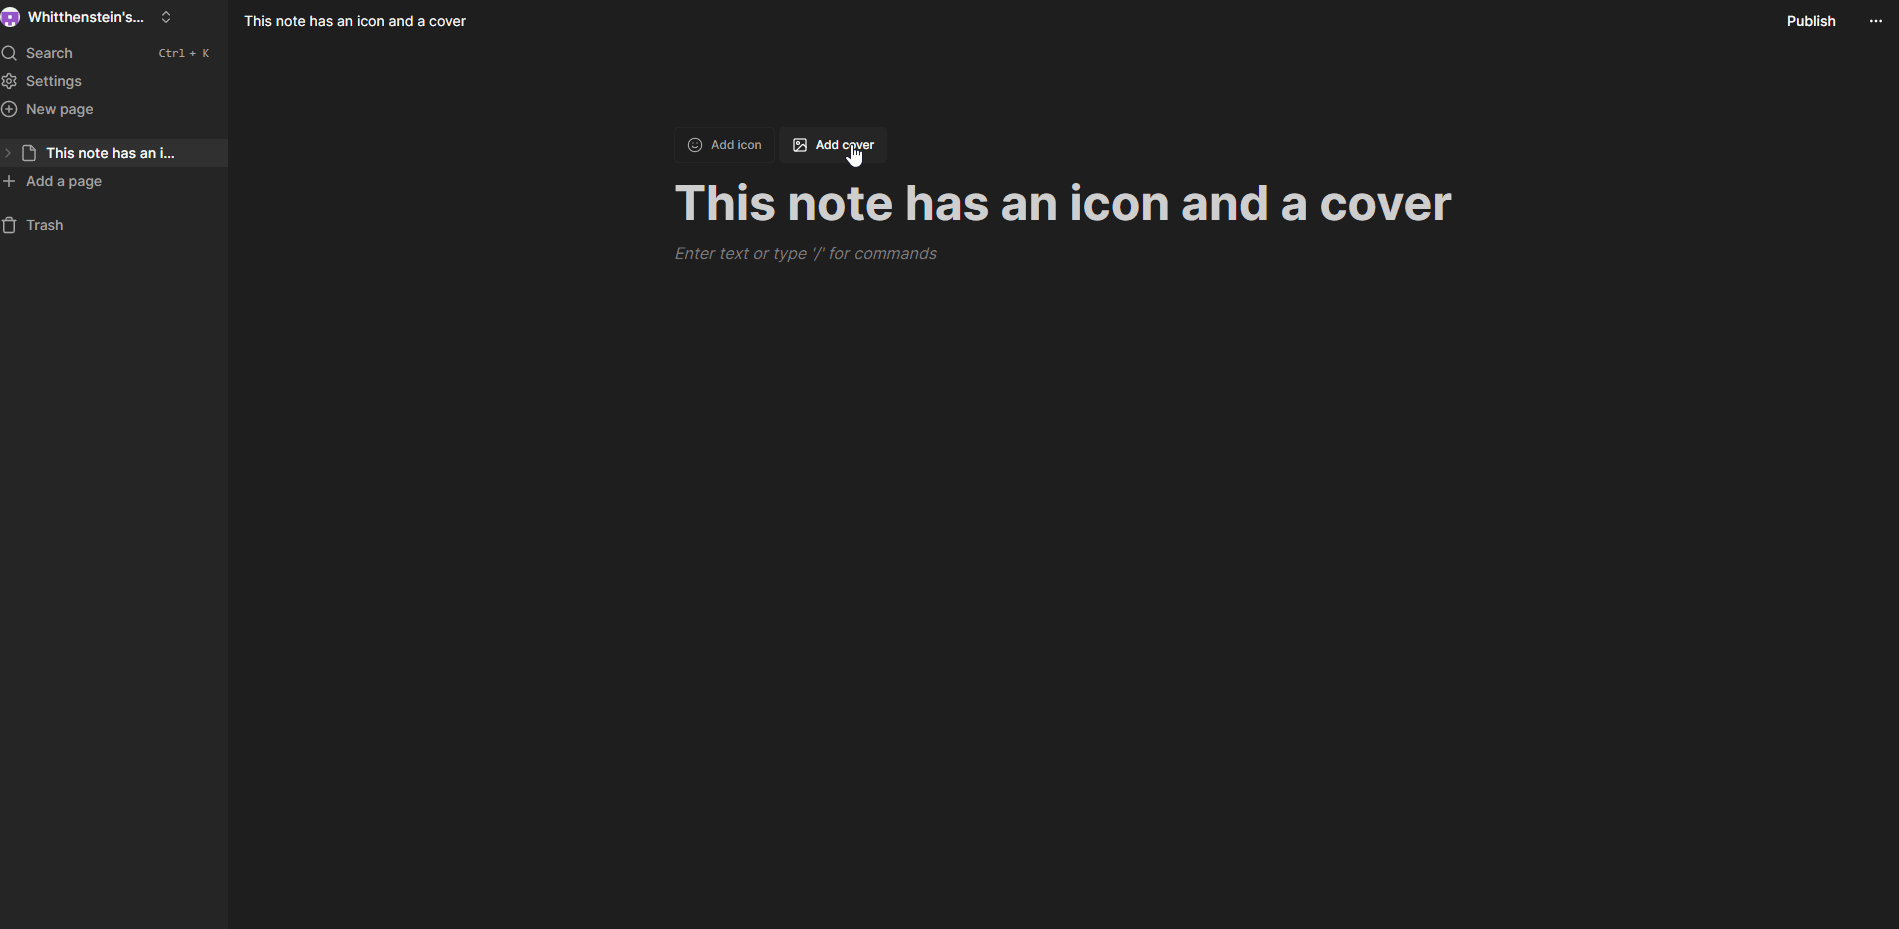 Whitthenstein's...
Search Ctrl + K
Settings
New page
This note has an i...
Add a page
Trash
This note has an icon and a cover
Publish
Add icon
Add cover
This note has an icon and a cover
Enter text or type '/' for commands